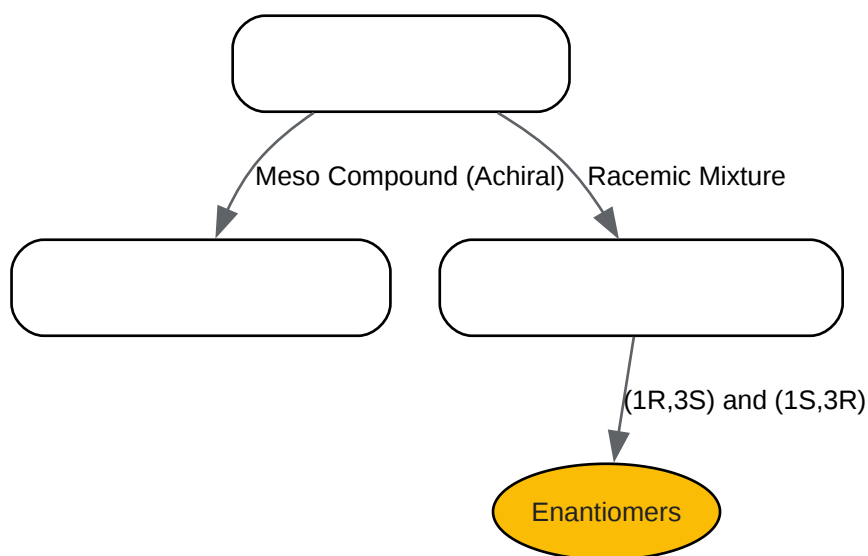 Meso Compound (Achiral)
Racemic Mixture
(1R,3S) and (1S,3R)
Enantiomers